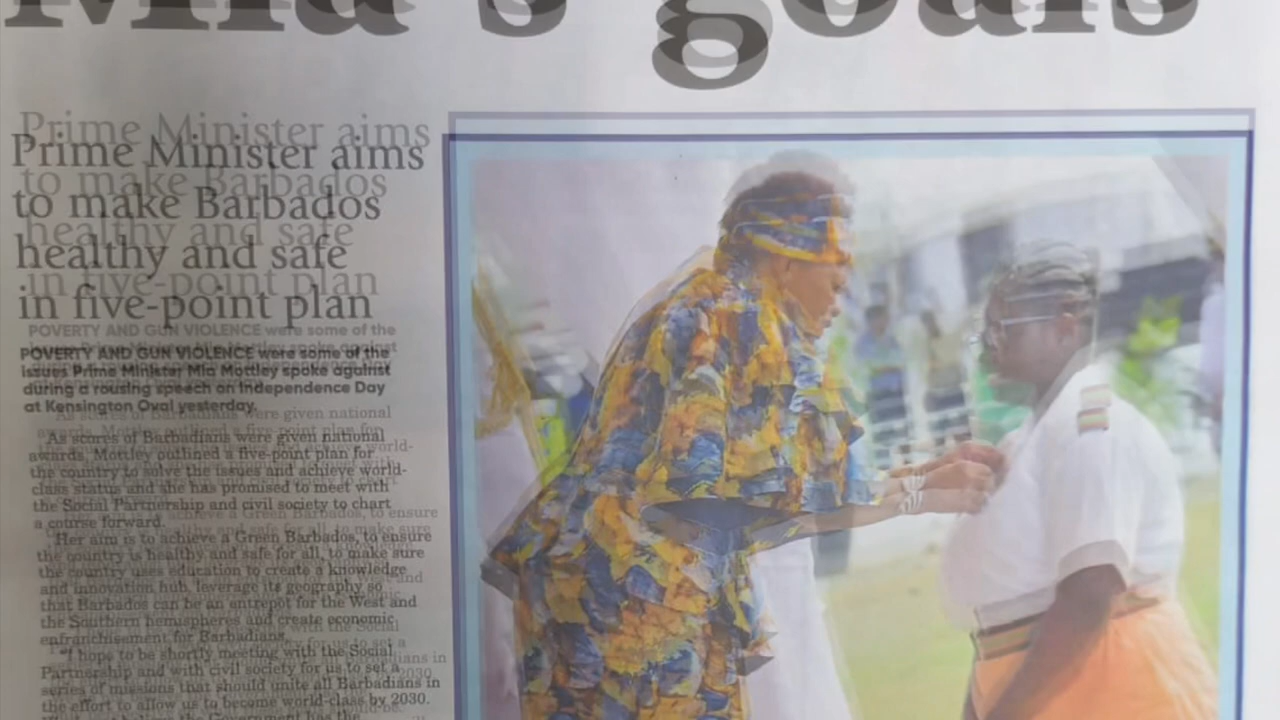 Mia's goals
Prime Minister aims
to make Barbados
healthy and safe
in five-point plan
POVERTY AND GUN VIOLENCE were some of the
issues Prime Minister Mia Mottley spoke against
during a rousing speech on Independence Day
at Kensington Oval yesterday.
As scores of Barbadians were given national
awards, Mottley outlined a five-point plan for
the country to solve the issues and achieve world-
class status and she has promised to meet with
the Social Partnership and civil society to chart
a course forward.
Her aim is to achieve a Green Barbados, to ensure
the country is healthy and safe for all, to make sure
the country uses education to create a knowledge
and innovation hub, leverage its geography so
that Barbados can be an entrepot for the West and
the Southern hemispheres and create economic
enfranchisement for Barbadians.
"I hope to be shortly meeting with the Social
Partnership and with civil society for us to set a
series of missions that should unite all Barbadians in
the effort to allow us to become world-class by 2030.
the Government has the